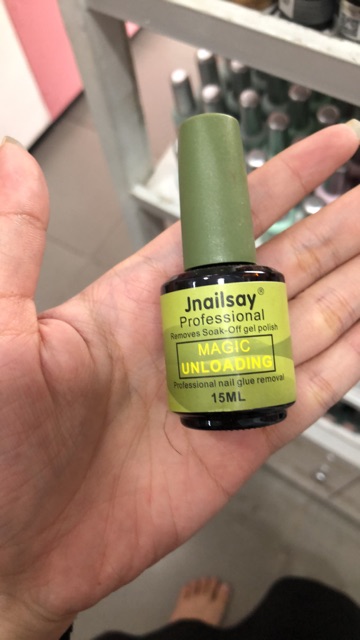 Jnailsay®
Professional
Removes Soak-Off gel polish
MAGIC
UNLOADING
Professional nail glue removal
15ML